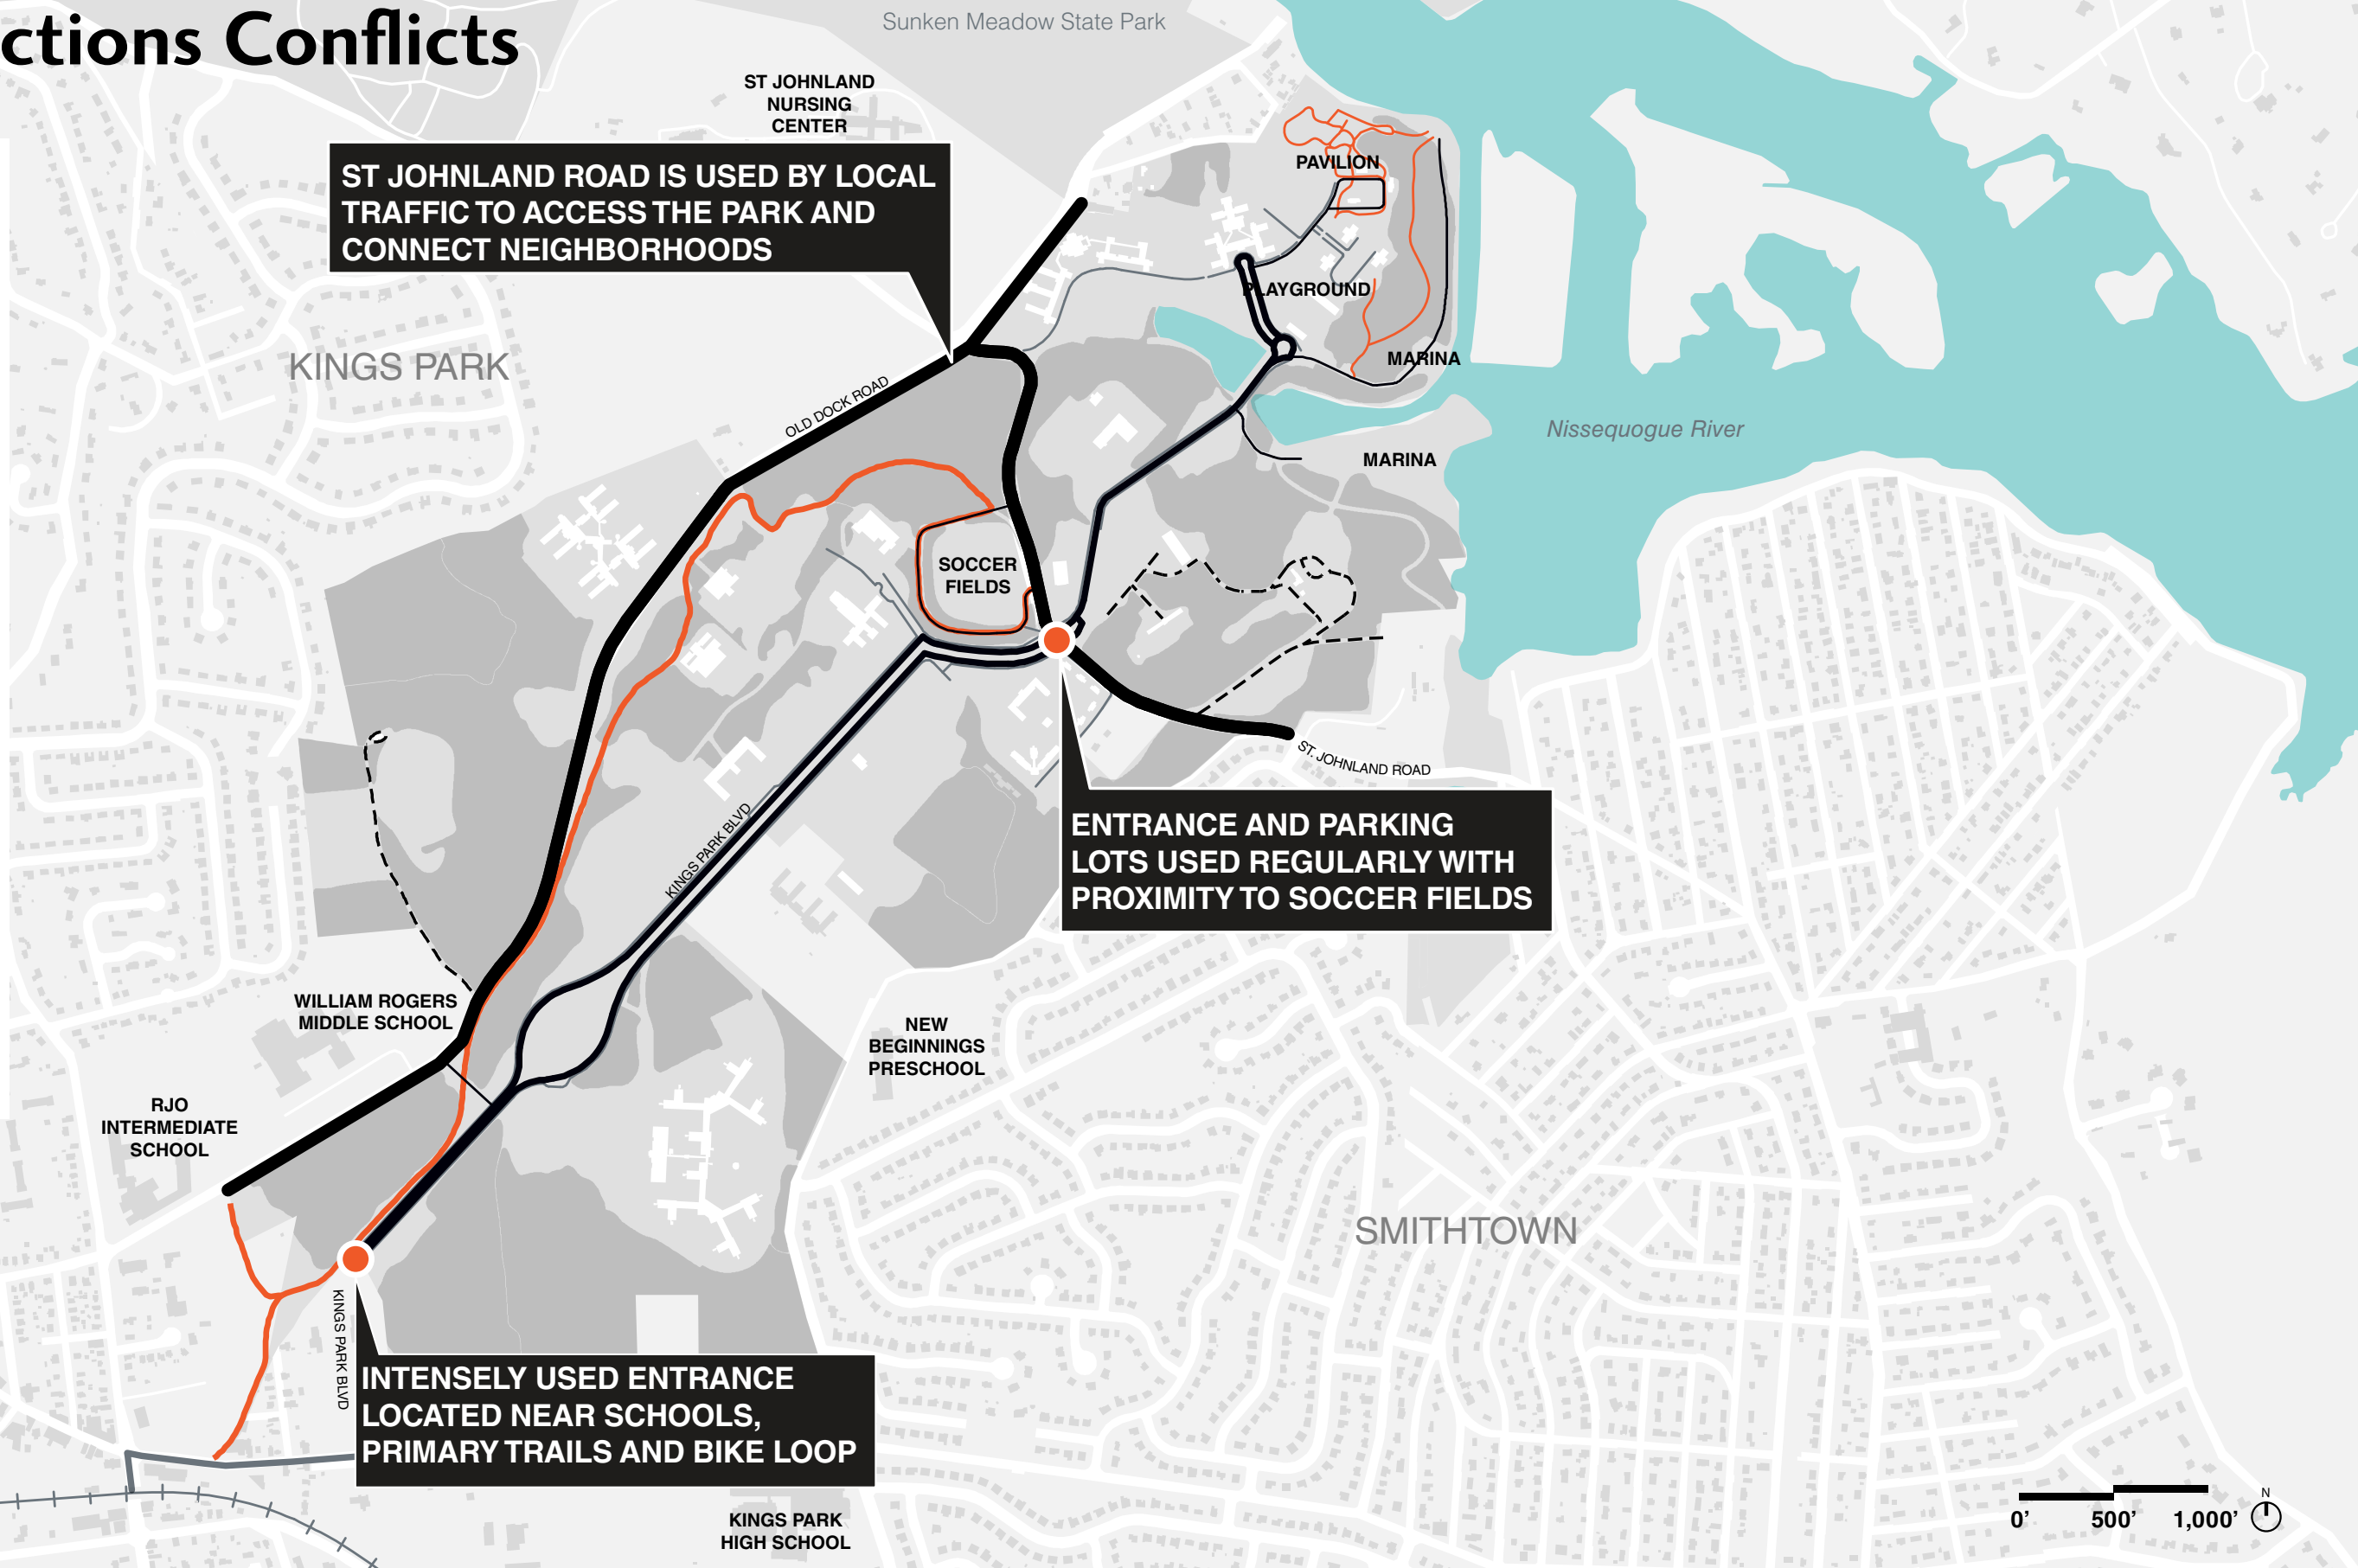 ctions Conflicts
Sunken Meadow State Park
ST JOHNLAND
NURSING
CENTER
ST JOHNLAND ROAD IS USED BY LOCAL
TRAFFIC TO ACCESS THE PARK AND
CONNECT NEIGHBORHOODS
PAVILION
PLAYGROUND
MARINA
KINGS PARK
OLD DOCK ROAD
Nissequogue River
MARINA
SOCCER
FIELDS
ST. JOHNLAND ROAD
KINGS PARK BLVD
ENTRANCE AND PARKING
LOTS USED REGULARLY WITH
PROXIMITY TO SOCCER FIELDS
WILLIAM ROGERS
MIDDLE SCHOOL
NEW
BEGINNINGS
PRESCHOOL
RJO
INTERMEDIATE
SCHOOL
SMITHTOWN
KINGS PARK BLVD
INTENSELY USED ENTRANCE
LOCATED NEAR SCHOOLS,
PRIMARY TRAILS AND BIKE LOOP
KINGS PARK
HIGH SCHOOL
N
0' 500' 1,000'